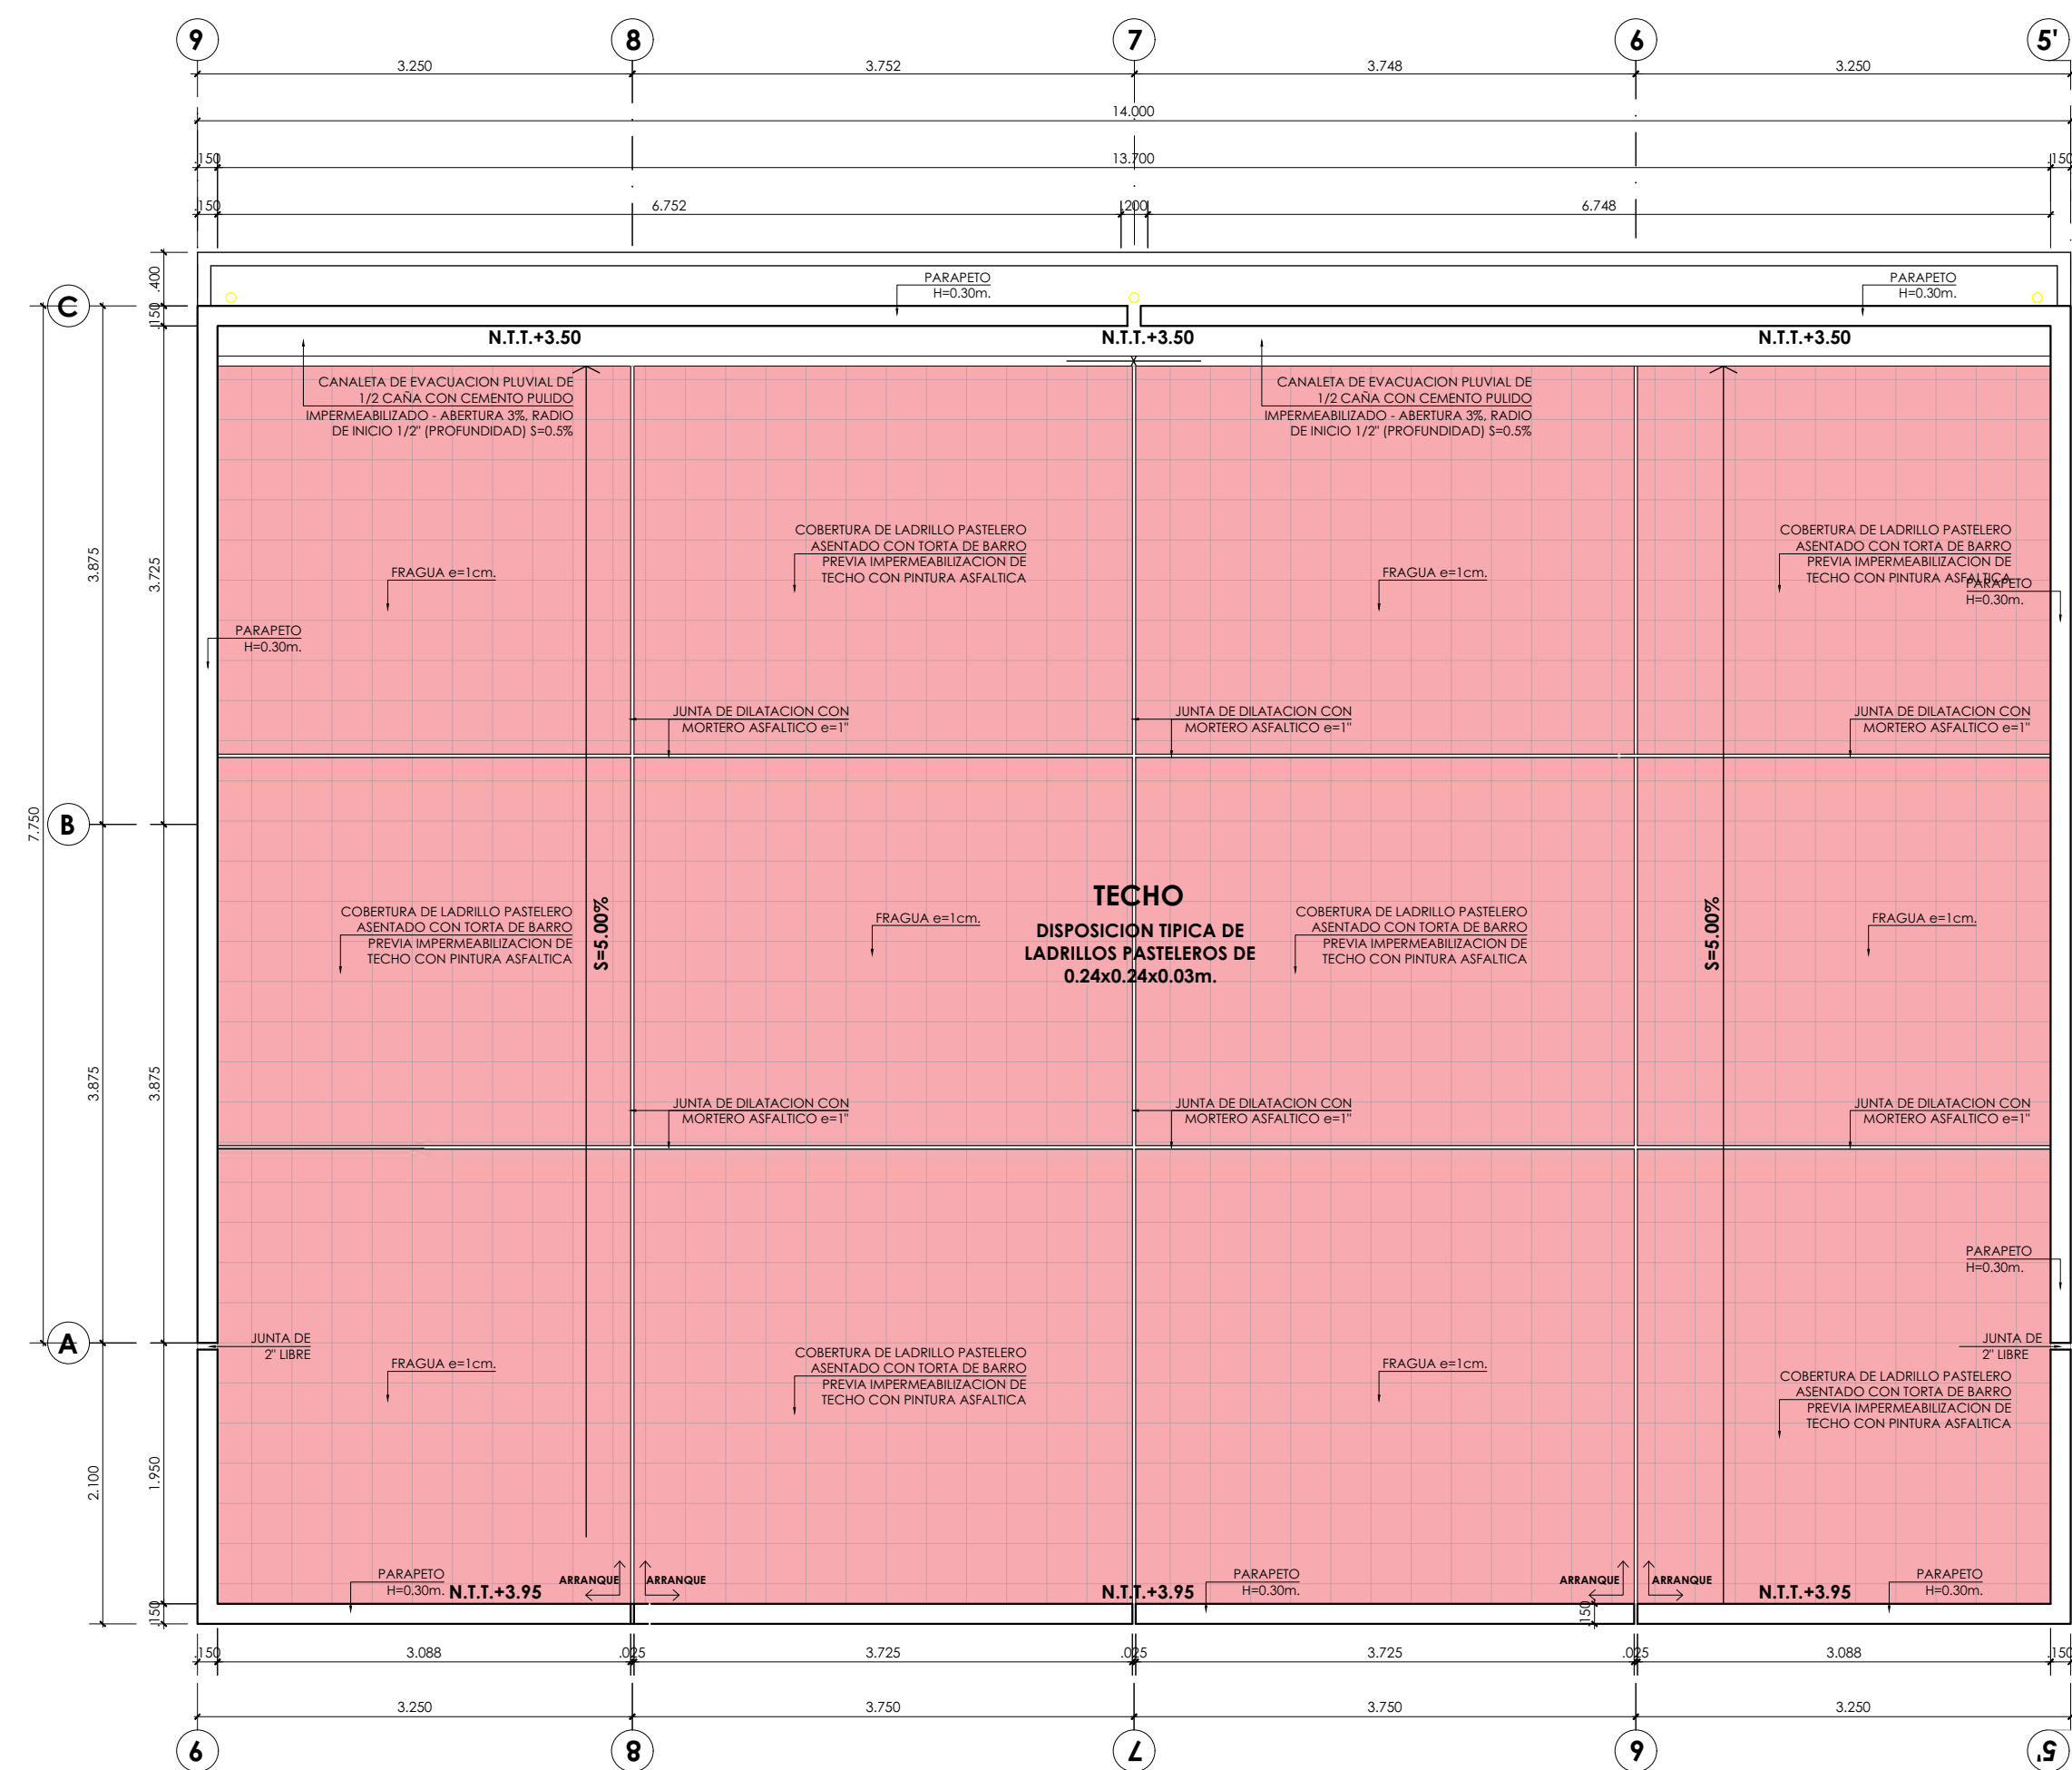 9
8
7
6
5'
3.250
3.752
3.748
3.250
14.000
.150
13.700
.150
.150
6.752
.200
6.748
.400
PARAPETO
H=0.30m.
PARAPETO
H=0.30m.
C
.150
N.T.T.+3.50
N.T.T.+3.50
N.T.T.+3.50
CANALETA DE EVACUACION PLUVIAL DE
1/2 CAÑA CON CEMENTO PULIDO
IMPERMEABILIZADO - ABERTURA 3%, RADIO
DE INICIO 1/2" (PROFUNDIDAD) S=0.5%
CANALETA DE EVACUACION PLUVIAL DE
1/2 CAÑA CON CEMENTO PULIDO
IMPERMEABILIZADO - ABERTURA 3%, RADIO
DE INICIO 1/2" (PROFUNDIDAD) S=0.5%
3.875
3.725
FRAGUA e=1cm.
COBERTURA DE LADRILLO PASTELERO
ASENTADO CON TORTA DE BARRO
PREVIA IMPERMEABILIZACION DE
TECHO CON PINTURA ASFALTICA
FRAGUA e=1cm.
COBERTURA DE LADRILLO PASTELERO
ASENTADO CON TORTA DE BARRO
PREVIA IMPERMEABILIZACION DE
TECHO CON PINTURA ASFALTICA
PARAPETO
H=0.30m.
PARAPETO
H=0.30m.
JUNTA DE DILATACION CON
MORTERO ASFALTICO e=1"
JUNTA DE DILATACION CON
MORTERO ASFALTICO e=1"
JUNTA DE DILATACION CON
MORTERO ASFALTICO e=1"
7.750
B
COBERTURA DE LADRILLO PASTELERO
ASENTADO CON TORTA DE BARRO
PREVIA IMPERMEABILIZACION DE
TECHO CON PINTURA ASFALTICA
S=5.00%
FRAGUA e=1cm.
TECHO
DISPOSICION TIPICA DE
LADRILLOS PASTELEROS DE
0.24x0.24x0.03m.
COBERTURA DE LADRILLO PASTELERO
ASENTADO CON TORTA DE BARRO
PREVIA IMPERMEABILIZACION DE
TECHO CON PINTURA ASFALTICA
S=5.00%
FRAGUA e=1cm.
3.875
3.875
JUNTA DE DILATACION CON
MORTERO ASFALTICO e=1"
JUNTA DE DILATACION CON
MORTERO ASFALTICO e=1"
JUNTA DE DILATACION CON
MORTERO ASFALTICO e=1"
PARAPETO
H=0.30m.
A
JUNTA DE
2" LIBRE
JUNTA DE
2" LIBRE
FRAGUA e=1cm.
COBERTURA DE LADRILLO PASTELERO
ASENTADO CON TORTA DE BARRO
PREVIA IMPERMEABILIZACION DE
TECHO CON PINTURA ASFALTICA
FRAGUA e=1cm.
COBERTURA DE LADRILLO PASTELERO
ASENTADO CON TORTA DE BARRO
PREVIA IMPERMEABILIZACION DE
TECHO CON PINTURA ASFALTICA
2.100
1.950
PARAPETO
H=0.30m.
N.T.T.+3.95
ARRANQUE
ARRANQUE
N.T.T.+3.95
PARAPETO
H=0.30m.
ARRANQUE
ARRANQUE
N.T.T.+3.95
PARAPETO
H=0.30m.
.150
.150
.150
3.088
.025
3.725
.025
3.725
.025
3.088
.150
3.250
3.750
3.750
3.250
9
8
7
6
5'